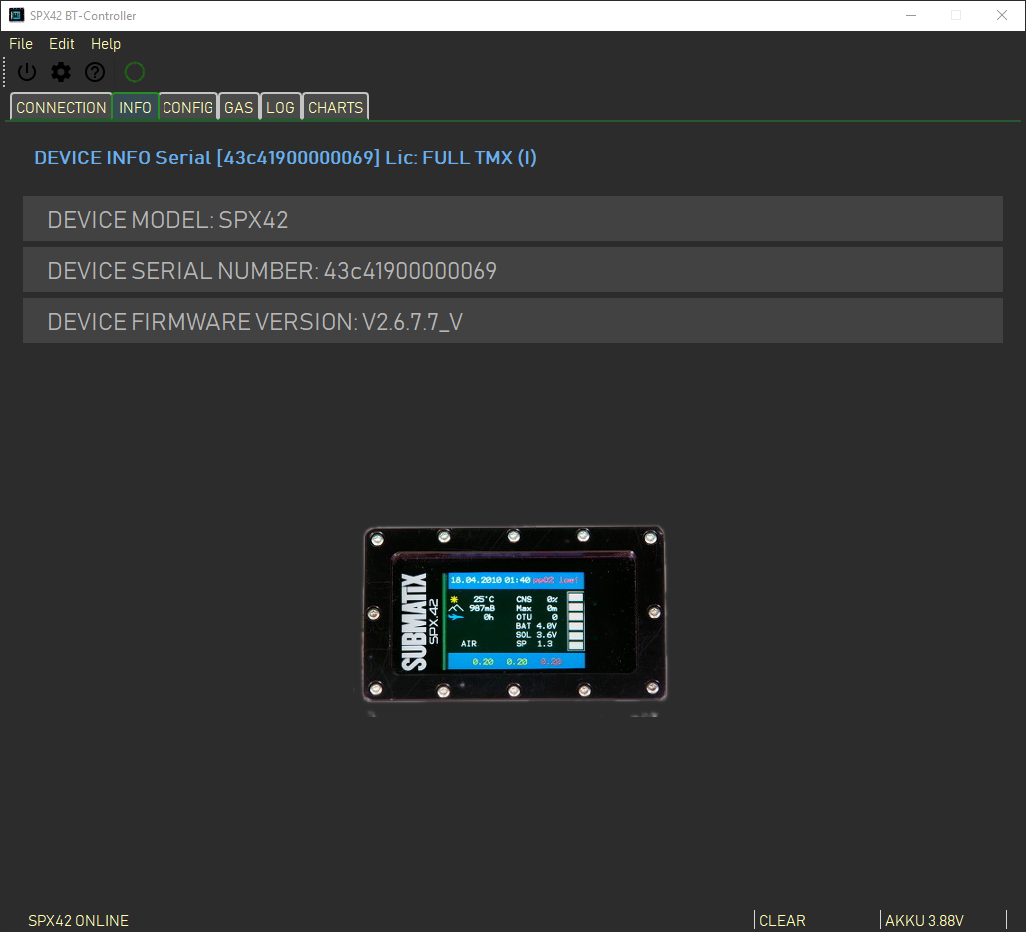 SPX42 BT-Controller
File Edit Help
CONNECTION INFO CONFIG GAS LOG CHARTS
DEVICE INFO Serial [43c41900000069] Lic: FULL TMX (I)
DEVICE MODEL: SPX42
DEVICE SERIAL NUMBER: 43c41900000069
DEVICE FIRMWARE VERSION: V2.6.7.7_V
SUBMATiX
SPX.42
18.04.2010 01:40 ppO2 low!
25°C CNS 0%
987mB Max 0m
0h OTU 0
BAT 4.0V
SOL 3.6V
AIR SP 1.3
0.20 0.20 0.20
SPX42 ONLINE CLEAR AKKU 3.88V